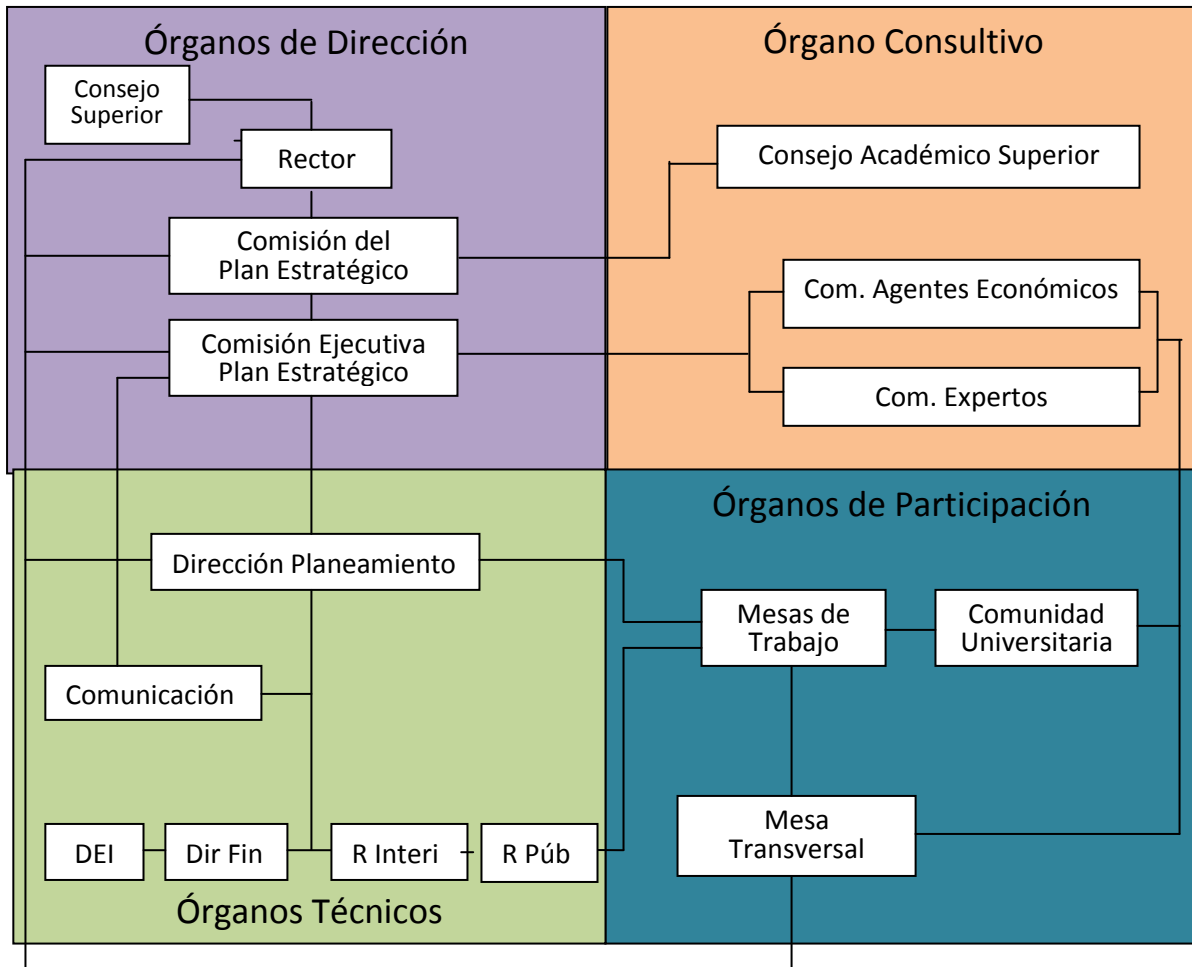 Órganos de Dirección
Consejo
Superior
Rector
Comisión del
Plan Estratégico
Comisión Ejecutiva
Plan Estratégico
Órgano Consultivo
Consejo Académico Superior
Com. Agentes Económicos
Com. Expertos
Dirección Planeamiento
Comunicación
DEI
Dir Fin
R Interi
R Púb
Órganos Técnicos
Órganos de Participación
Mesas de
Trabajo
Comunidad
Universitaria
Mesa
Transversal